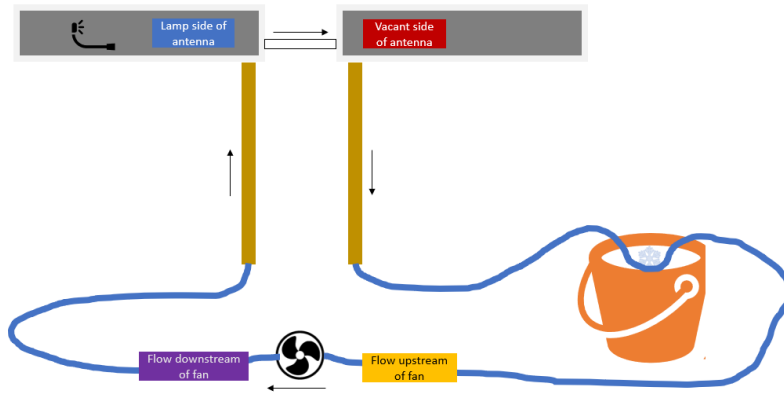 Lamp side of
antenna
Vacant side
of antenna
Flow downstream
of fan
Flow upstream
of fan